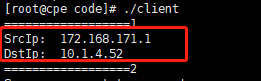 [root@cpe code]# ./client
===================1
SrcIp:  172.168.171.1
DstIp:  10.1.4.52
===================2